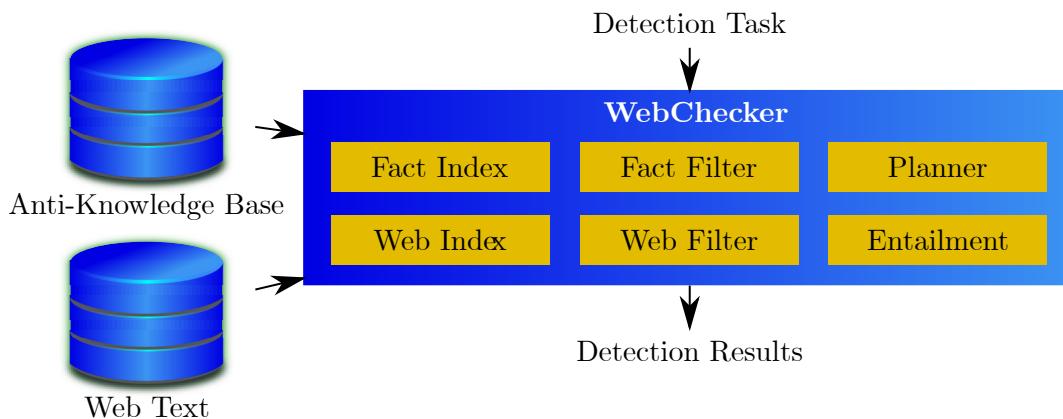 Detection Task
WebChecker
Fact Index
Fact Filter
Planner
Anti-Knowledge Base
Web Index
Web Filter
Entailment
Detection Results
Web Text